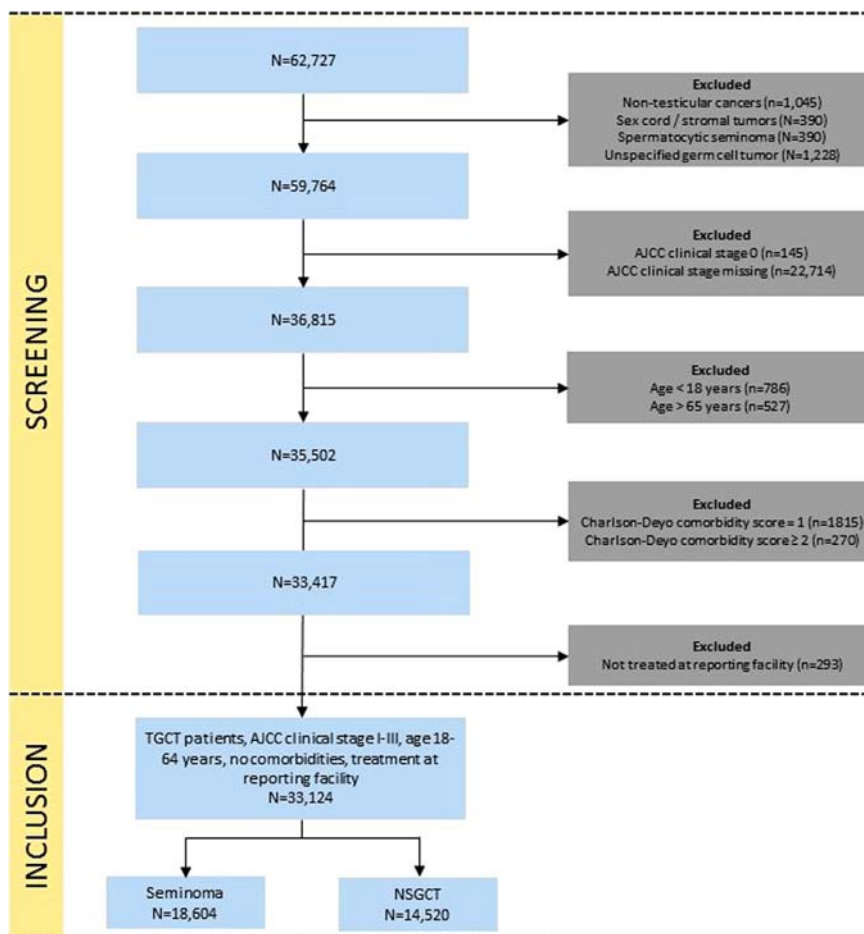 SCREENING
N=62,727
Excluded
Non-testicular cancers (n=1,045)
Sex cord / stromal tumors (N=390)
Spermatocytic seminoma (N=390)
Unspecified germ cell tumor (N=1,228)
N=59,764
Excluded
AJCC clinical stage 0 (n=145)
AJCC clinical stage missing (n=22,714)
N=36,815
Excluded
Age < 18 years (n=786)
Age > 65 years (n=527)
N=35,502
Excluded
Charlson-Deyo comorbidity score = 1 (n=1815)
Charlson-Deyo comorbidity score ≥ 2 (n=270)
N=33,417
Excluded
Not treated at reporting facility (n=293)
INCLUSION
TGCT patients, AJCC clinical stage I-III, age 18-
64 years, no comorbidities, treatment at
reporting facility
N=33,124
Seminoma
N=18,604
NSGCT
N=14,520